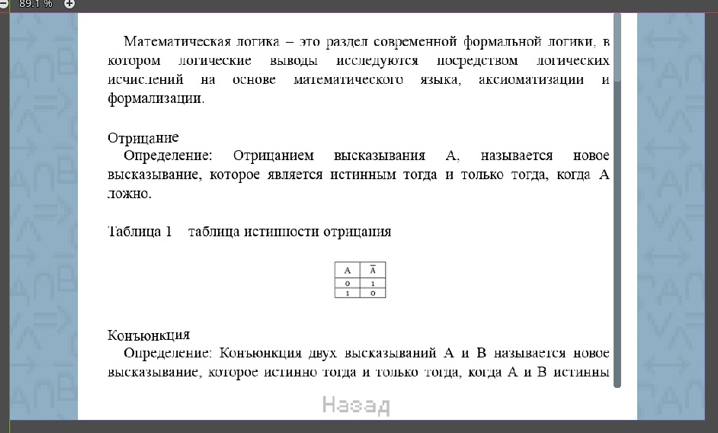 89.1 %
Математическая логика – это раздел современной формальной логики, в
котором логические выводы исследуются посредством логических
исчислений на основе математического языка, аксиоматизации и
формализации.
Отрицание
Определение: Отрицанием высказывания А, называется новое
высказывание, которое является истинным тогда и только тогда, когда А
ложно.
Таблица 1 таблица истинности отрицания
A A̅
0 1
1 0
Конъюнкция
Определение: Конъюнкция двух высказываний А и В называется новое
высказывание, которое истинно тогда и только тогда, когда А и В истинны
Назад